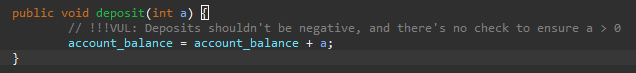 public void deposit(int a) {
// !!!VUL: Deposits shouldn't be negative, and there's no check to ensure a > 0
account_balance = account_balance + a;
}